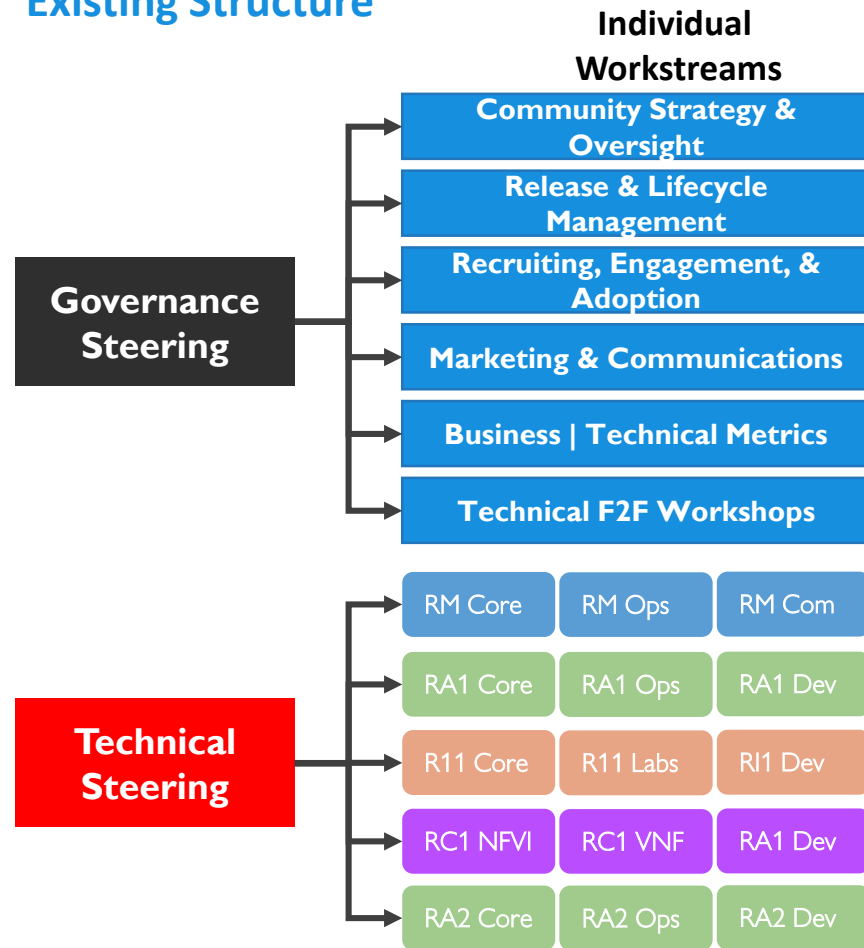 Existing Structure
Individual
Workstreams
Community Strategy &
Oversight
Release & Lifecycle
Management
Recruiting, Engagement, &
Adoption
Marketing & Communications
Business | Technical Metrics
Technical F2F Workshops
Governance
Steering
Technical
Steering
RM Core
RM Ops
RM Com
RA1 Core
RA1 Ops
RA1 Dev
R11 Core
R11 Labs
RI1 Dev
RC1 NFVI
RC1 VNF
RA1 Dev
RA2 Core
RA2 Ops
RA2 Dev